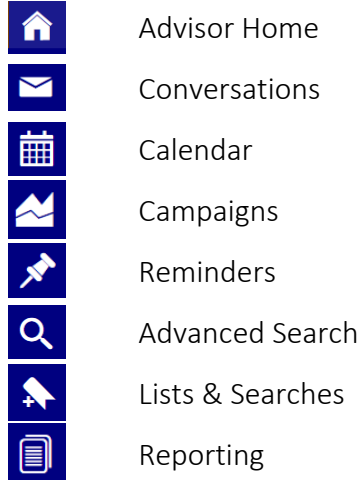 Advisor Home
Conversations
Calendar
Campaigns
Reminders
Advanced Search
Lists & Searches
Reporting